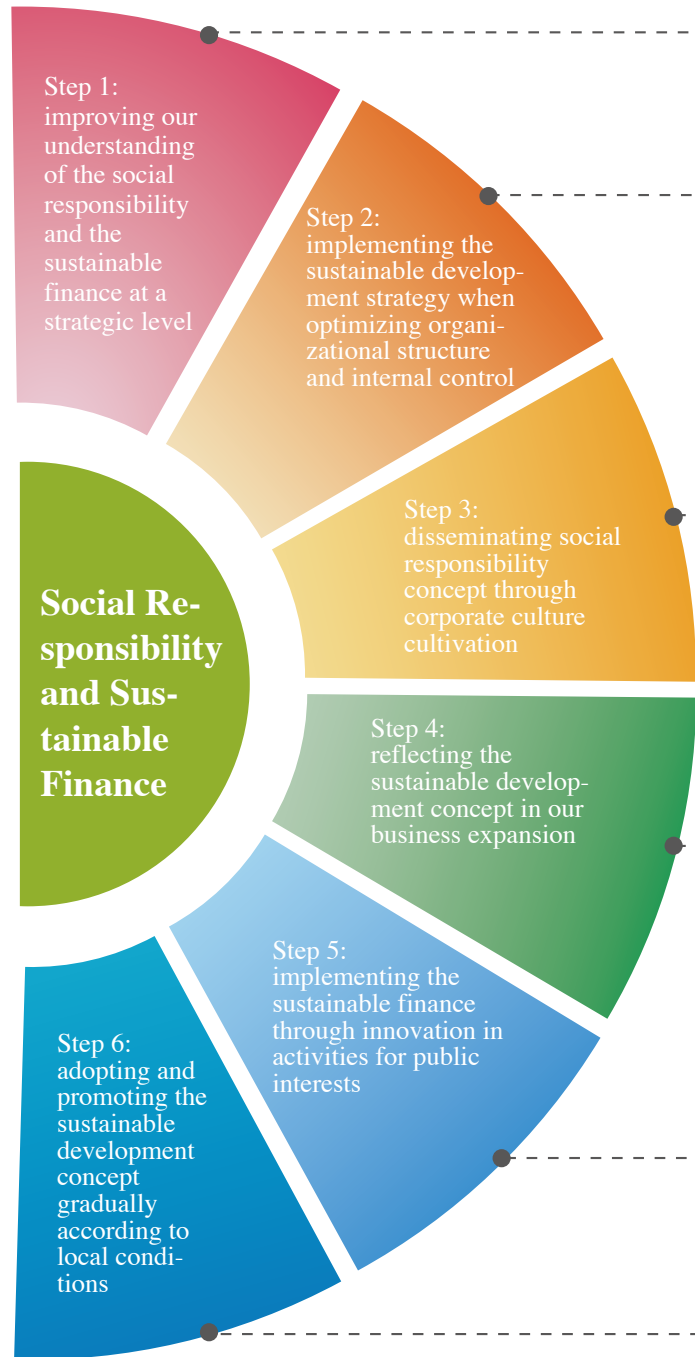 Step 1:
improving our
understanding
of the social
responsibility
and the
sustainable
finance at a
strategic level
Step 2:
implementing the
sustainable develop-
ment strategy when
optimizing organi-
zational structure
and internal control
Step 3:
disseminating social
responsibility
concept through
corporate culture
cultivation
Social Re-
sponsibility
and Sus-
tainable
Finance
Step 4:
reflecting the
sustainable develop-
ment concept in our
business expansion
Step 5:
implementing the
sustainable finance
through innovation in
activities for public
interests
Step 6:
adopting and
promoting the
sustainable
development
concept
gradually
according to
local condi-
tions